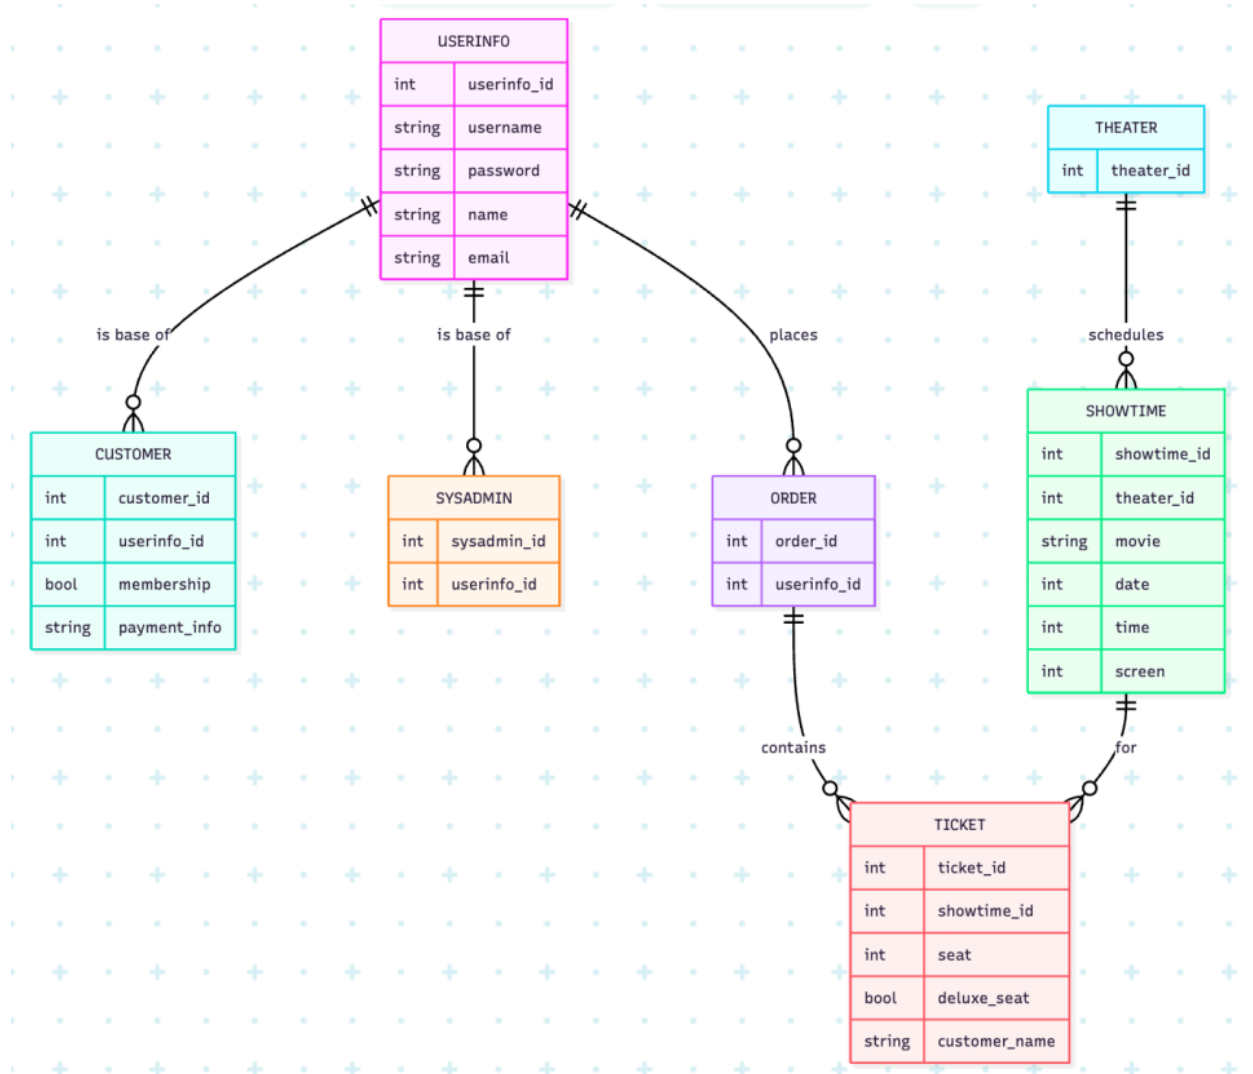 USERINFO
int userinfo_id
string username
string password
string name
string email
THEATER
int theater_id
is base of
is base of
places
schedules
CUSTOMER
int customer_id
int userinfo_id
bool membership
string payment_info
SYSADMIN
int sysadmin_id
int userinfo_id
ORDER
int order_id
int userinfo_id
SHOWTIME
int showtime_id
int theater_id
string movie
int date
int time
int screen
contains
for
TICKET
int ticket_id
int showtime_id
int seat
bool deluxe_seat
string customer_name